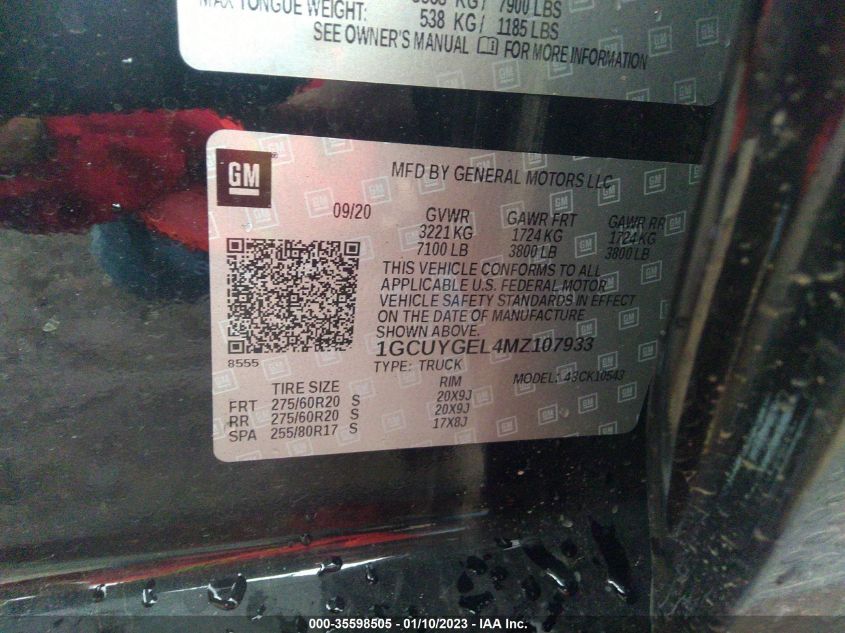 KG / 7900 LBS
MAX TONGUE WEIGHT: 538 KG / 1185 LBS
SEE OWNER'S MANUAL FOR MORE INFORMATION
GM ®
MFD BY GENERAL MOTORS LLC
09/20 GVWR GAWR FRT GAWR RR
3221 KG 1724 KG 1724 KG
7100 LB 3800 LB 3800 LB
THIS VEHICLE CONFORMS TO ALL
APPLICABLE U.S. FEDERAL MOTOR
VEHICLE SAFETY STANDARDS IN EFFECT
ON THE DATE OF MANUFACTURE
SHOWN ABOVE.
8555
1GCUYGEL4MZ107933
TYPE: TRUCK MODEL: 43CK10543
TIRE SIZE RIM
FRT 275/60R20 S 20X9J
RR 275/60R20 S 20X9J
SPA 255/80R17 S 17X8J
000-35598505 - 01/10/2023 - IAA Inc.